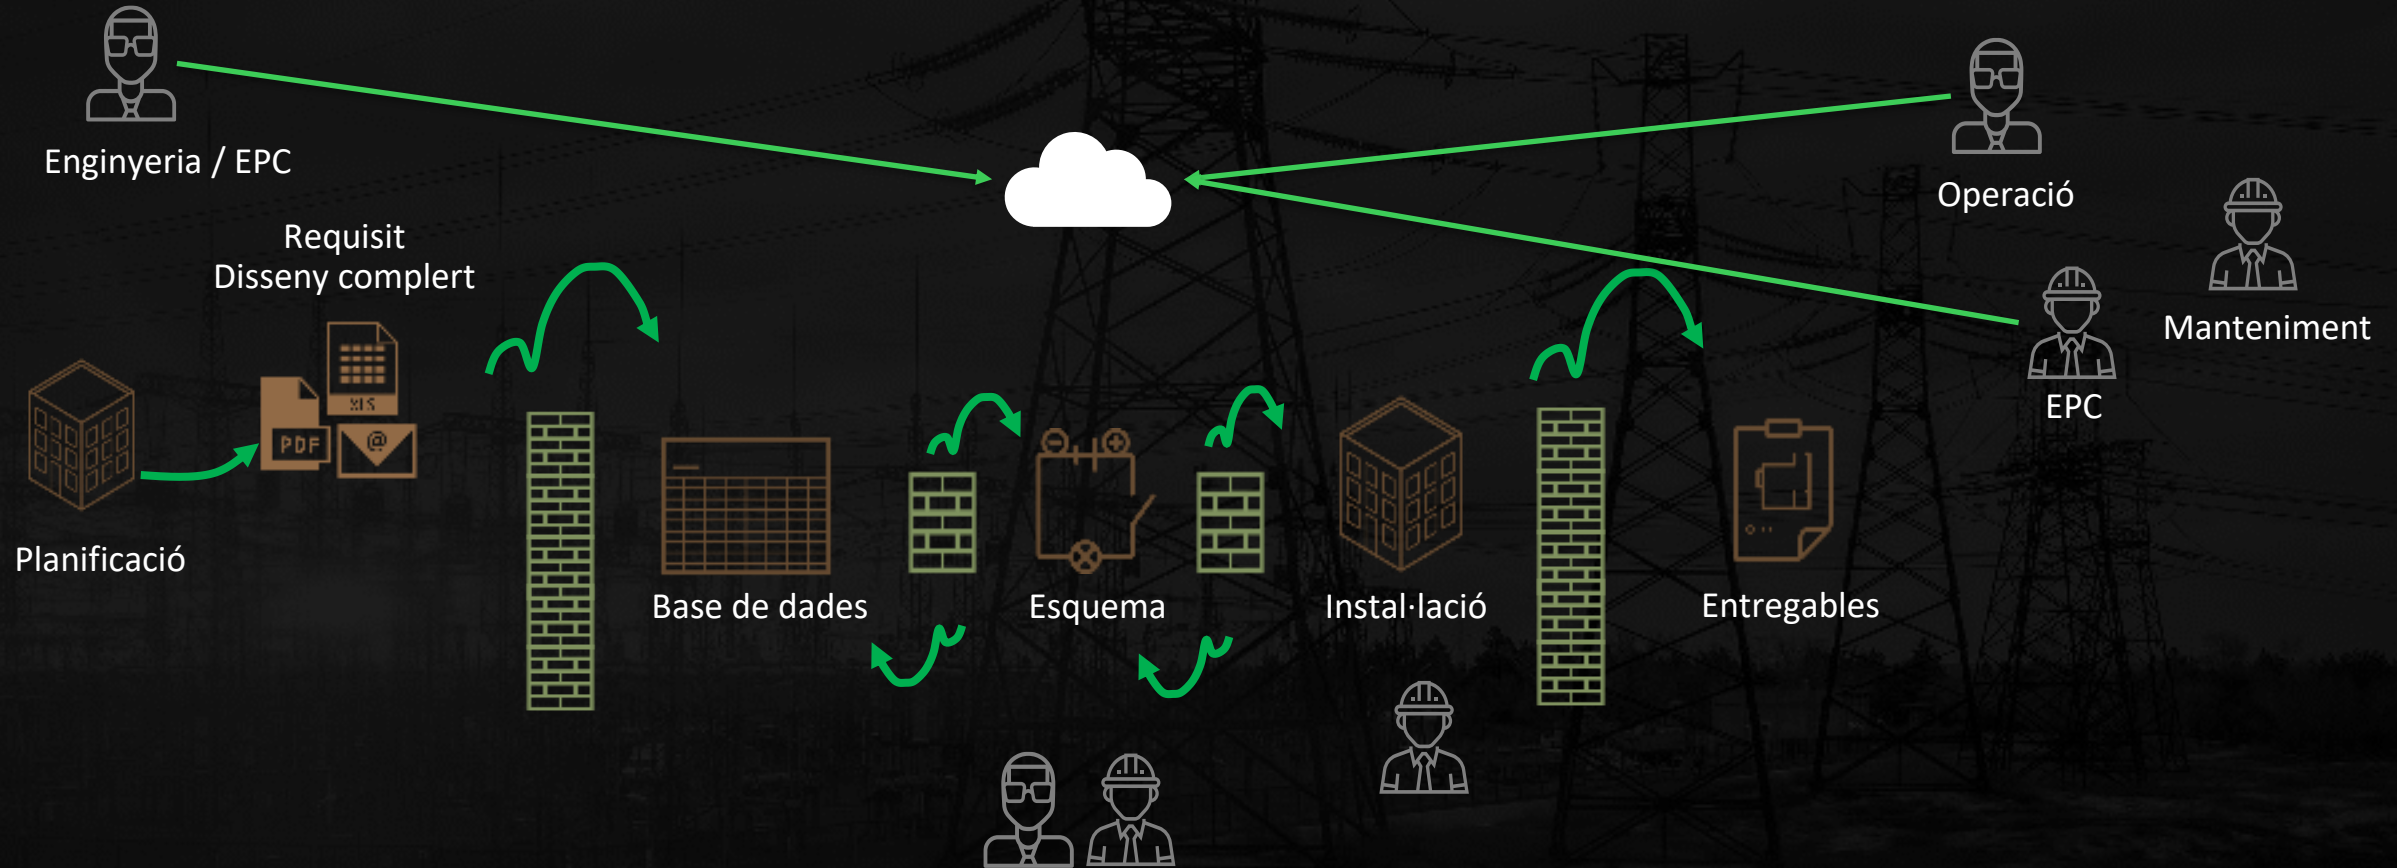 Enginyeria / EPC
Requisit
Disseny complert
XLS
PDF
@
Planificació
Base de dades
Esquema
Instal·lació
Entregables
Operació
Manteniment
EPC